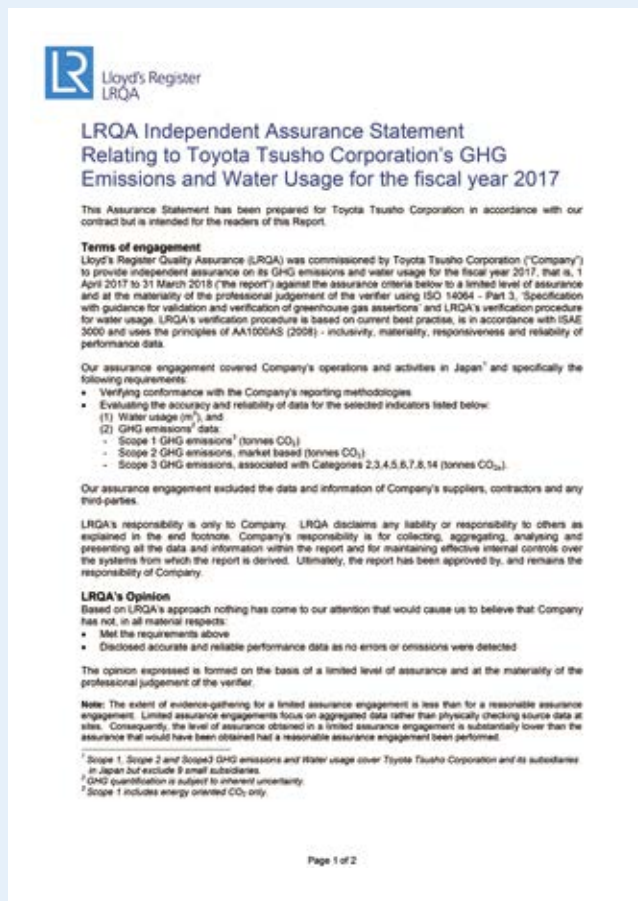 LR
Lloyd's Register
LRQA
LRQA Independent Assurance Statement
Relating to Toyota Tsusho Corporation's GHG
Emissions and Water Usage for the fiscal year 2017
This Assurance Statement has been prepared for Toyota Tsusho Corporation in accordance with our
contract but is intended for the readers of this Report.
Terms of engagement
Lloyd's Register Quality Assurance (LRQA) was commissioned by Toyota Tsusho Corporation ("Company")
to provide independent assurance on its GHG emissions and water usage for the fiscal year 2017, that is, 1
April 2017 to 31 March 2018 ("the report") against the assurance criteria below to a limited level of assurance
and at the materiality of the professional judgement of the verifier using ISO 14064 - Part 3, 'Specification
with guidance for validation and verification of greenhouse gas assertions' and LRQA's verification procedure
for water usage. LRQA's verification procedure is based on current best practise, is in accordance with ISAE
3000 and uses the principles of AA1000AS (2008) - inclusivity, materiality, responsiveness and reliability of
performance data.
Our assurance engagement covered Company's operations and activities in Japan¹ and specifically the
following requirements:
• Verifying conformance with the Company's reporting methodologies
• Evaluating the accuracy and reliability of data for the selected indicators listed below:
(1) Water usage (m³), and
(2) GHG emissions² data:
- Scope 1 GHG emissions³ (tonnes CO₂)
- Scope 2 GHG emissions, market based (tonnes CO₂)
- Scope 3 GHG emissions, associated with Categories 2,3,4,5,6,7,8,14 (tonnes CO₂ₑ).
Our assurance engagement excluded the data and information of Company's suppliers, contractors and any
third-parties.
LRQA's responsibility is only to Company. LRQA disclaims any liability or responsibility to others as
explained in the end footnote. Company's responsibility is for collecting, aggregating, analysing and
presenting all the data and information within the report and for maintaining effective internal controls over
the systems from which the report is derived. Ultimately, the report has been approved by, and remains the
responsibility of Company.
LRQA's Opinion
Based on LRQA's approach nothing has come to our attention that would cause us to believe that Company
has not, in all material respects:
• Met the requirements above
• Disclosed accurate and reliable performance data as no errors or omissions were detected
The opinion expressed is formed on the basis of a limited level of assurance and at the materiality of the
professional judgement of the verifier.
Note: The extent of evidence-gathering for a limited assurance engagement is less than for a reasonable assurance
engagement. Limited assurance engagements focus on aggregated data rather than physically checking source data at
sites. Consequently, the level of assurance obtained in a limited assurance engagement is substantially lower than the
assurance that would have been obtained had a reasonable assurance engagement been performed.
¹ Scope 1, Scope 2 and Scope3 GHG emissions and Water usage cover Toyota Tsusho Corporation and its subsidiaries
in Japan but exclude 9 small subsidiaries.
² GHG quantification is subject to inherent uncertainty.
³ Scope 1 includes energy oriented CO₂ only.
Page 1 of 2